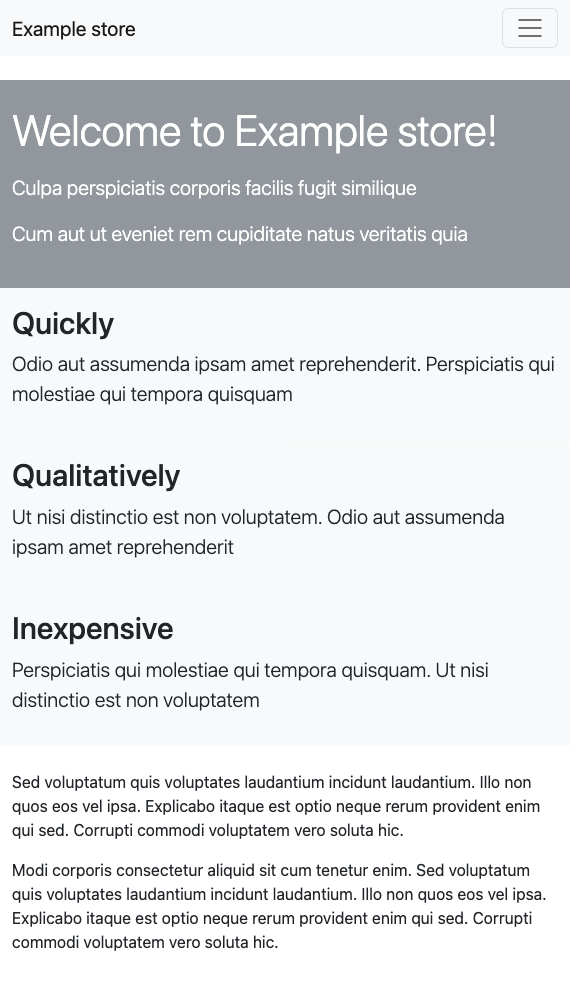 Example store
Welcome to Example store!
Culpa perspiciatis corporis facilis fugit similique
Cum aut ut eveniet rem cupiditate natus veritatis quia
Quickly
Odio aut assumenda ipsam amet reprehenderit. Perspiciatis qui
molestiae qui tempora quisquam
Qualitatively
Ut nisi distinctio est non voluptatem. Odio aut assumenda
ipsam amet reprehenderit
Inexpensive
Perspiciatis qui molestiae qui tempora quisquam. Ut nisi
distinctio est non voluptatem
Sed voluptatum quis voluptates laudantium incidunt laudantium. Illo non
quos eos vel ipsa. Explicabo itaque est optio neque rerum provident enim
qui sed. Corrupti commodi voluptatem vero soluta hic.
Modi corporis consectetur aliquid sit cum tenetur enim. Sed voluptatum
quis voluptates laudantium incidunt laudantium. Illo non quos eos vel ipsa.
Explicabo itaque est optio neque rerum provident enim qui sed. Corrupti
commodi voluptatem vero soluta hic.